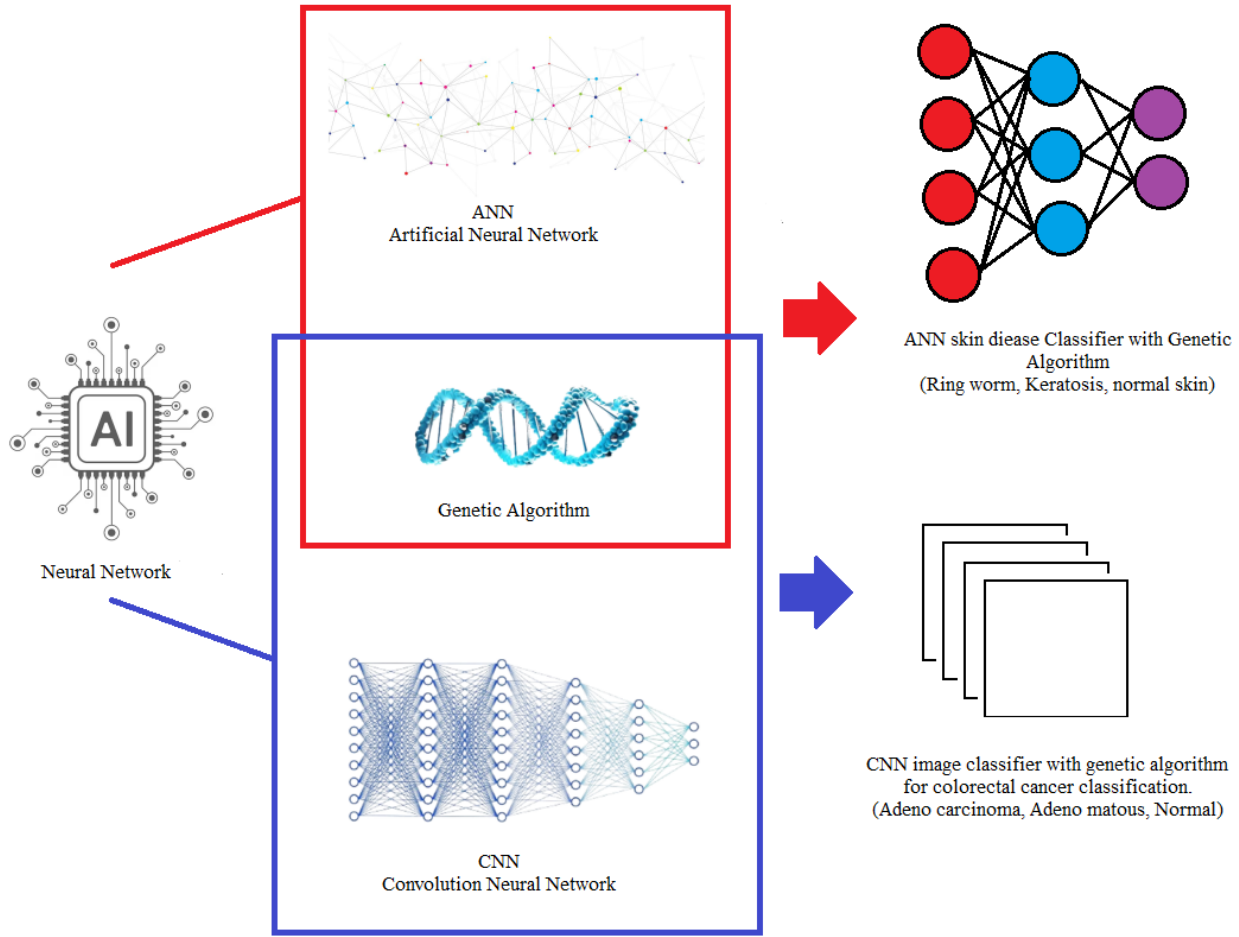 ANN
Artificial Neural Network
ANN skin diease Classifier with Genetic
Algorithm
(Ring worm, Keratosis, normal skin)
AI
Genetic Algorithm
Neural Network
CNN image classifier with genetic algorithm
for colorectal cancer classification.
(Adeno carcinoma, Adeno matous, Normal)
CNN
Convolution Neural Network